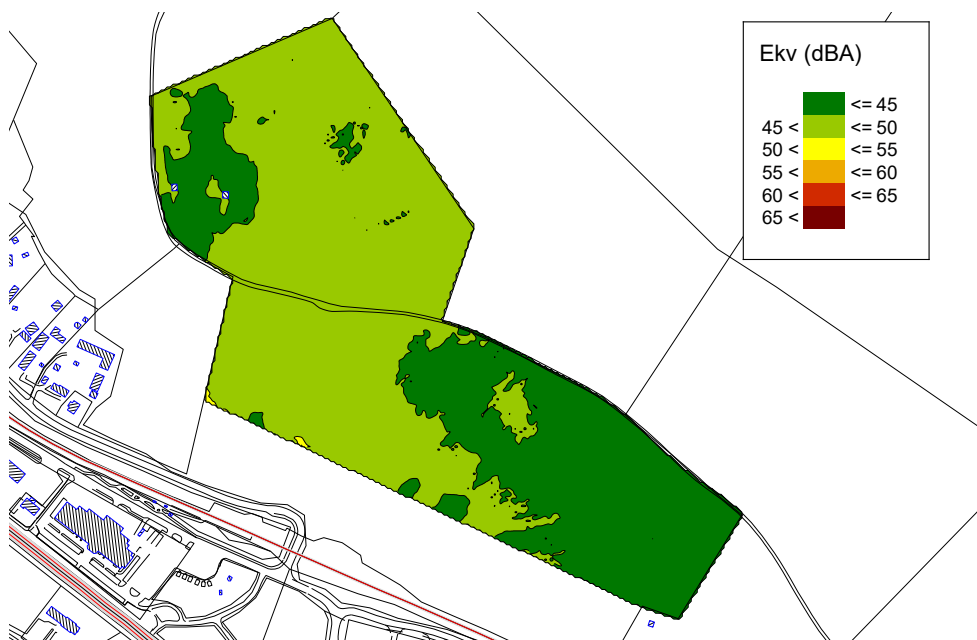 Ekv (dBA)
<= 45
45 < <= 50
50 < <= 55
55 < <= 60
60 < <= 65
65 <